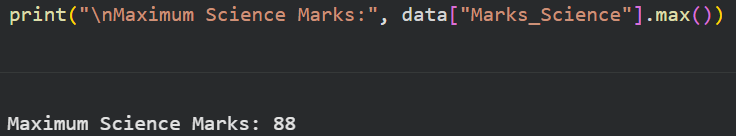 print("\nMaximum Science Marks:", data["Marks_Science"].max())
Maximum Science Marks: 88